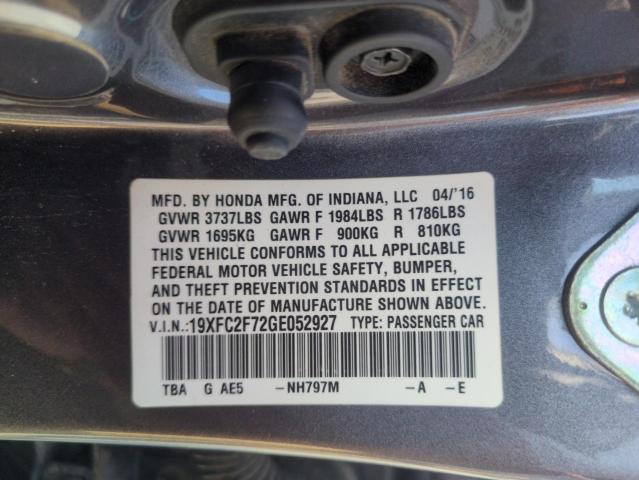 MFD. BY HONDA MFG. OF INDIANA, LLC 04/'16
GVWR 3737LBS GAWR F 1984LBS R 1786LBS
GVWR 1695KG GAWR F 900KG R 810KG
THIS VEHICLE CONFORMS TO ALL APPLICABLE
FEDERAL MOTOR VEHICLE SAFETY, BUMPER,
AND THEFT PREVENTION STANDARDS IN EFFECT
ON THE DATE OF MANUFACTURE SHOWN ABOVE.
V.I.N.:19XFC2F72GE052927 TYPE: PASSENGER CAR
TBA G AE5 -NH797M -A -E